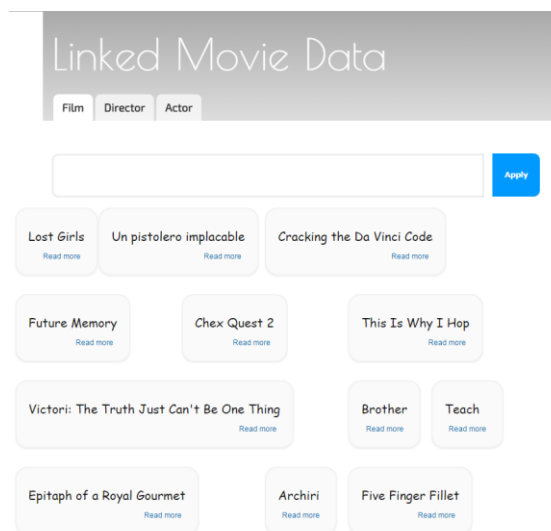 Linked Movie Data
Film Director Actor
Apply
Lost Girls Un pistolero implacable Cracking the Da Vinci Code
Read more Read more Read more
Future Memory Chex Quest 2 This Is Why I Hop
Read more Read more Read more
Victori: The Truth Just Can't Be One Thing Brother Teach
Read more Read more Read more
Epitaph of a Royal Gourmet Archiri Five Finger Fillet
Read more Read more Read more